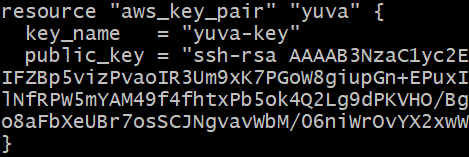 resource "aws_key_pair" "yuva" {
  key_name   = "yuva-key"
  public_key = "ssh-rsa AAAAB3NzaC1yc2E
IFZBp5vizPvaoIR3Um9xK7PGoW8giupGn+EPuxI
lNfRPW5mYAM49f4fhtxPb5ok4Q2Lg9dPKVHO/Bg
o8aFbXeUBr7osSCJNgvavWbM/O6niWrOvYX2xwW
}